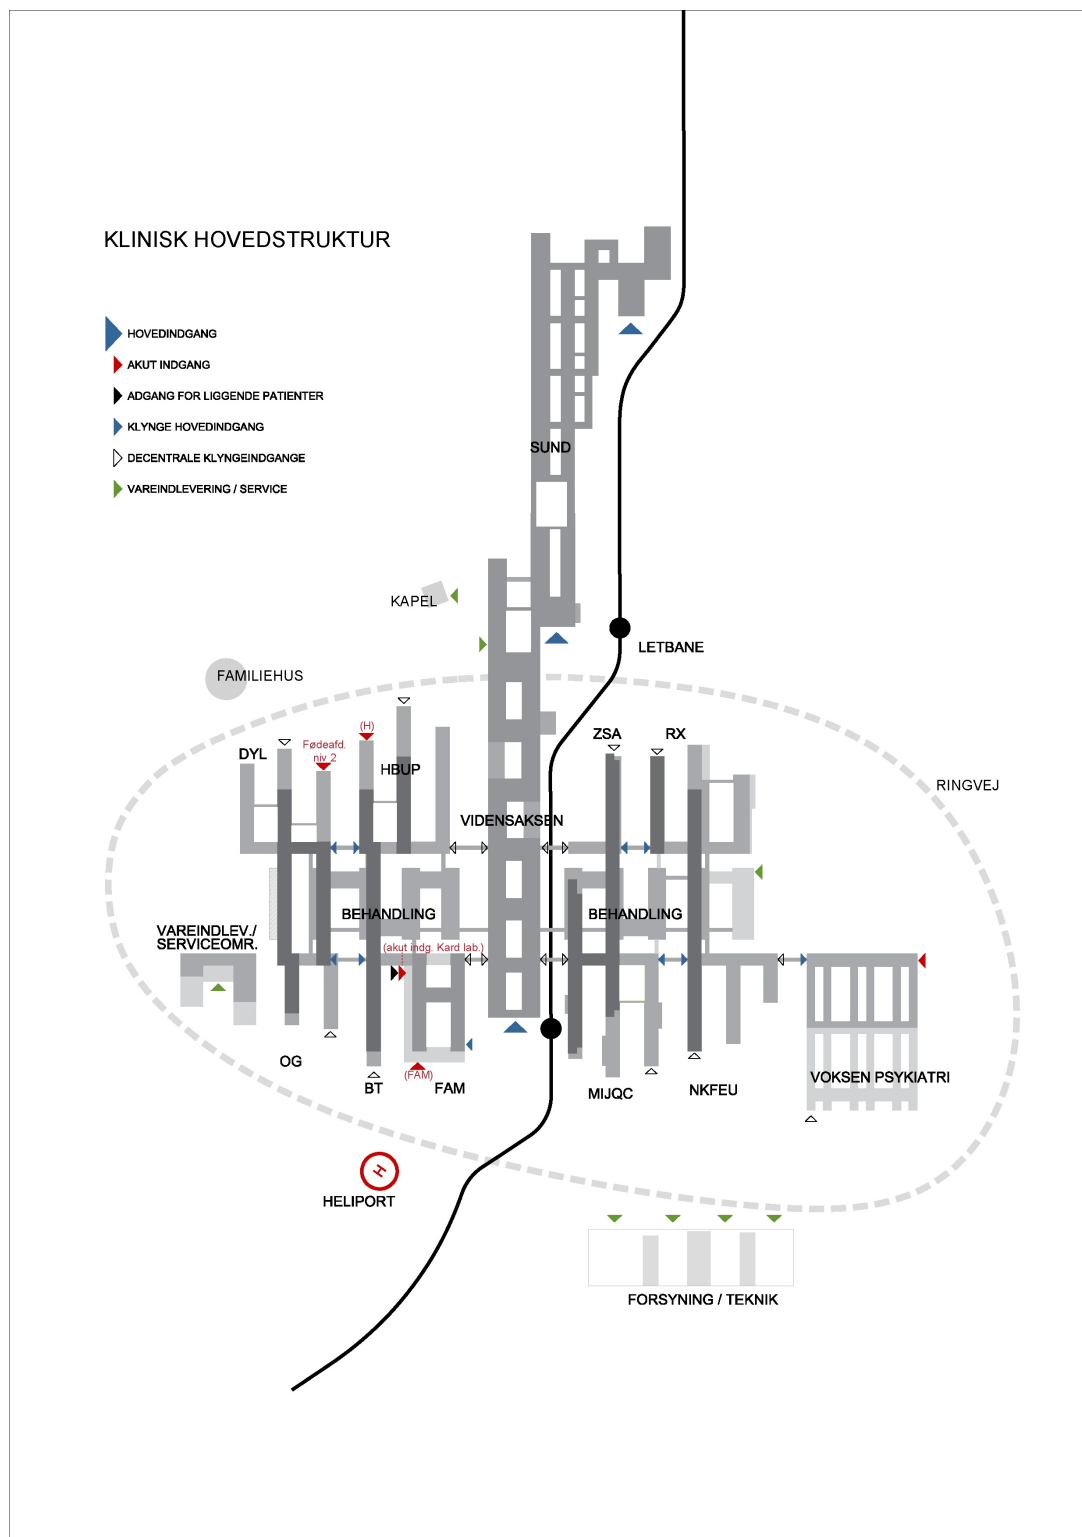 KLINISK HOVEDSTRUKTUR
HOVEDINDGANG
AKUT INDGANG
ADGANG FOR LIGGENDE PATIENTER
KLYNGE HOVEDINDGANG
DECENTRALE KLYNGEINDGANGE
VAREINDLEVERING / SERVICE
SUND
KAPEL
LETBANE
FAMILIEHUS
(H)
ZSA
RX
DYL
Fødeafd.
niv 2
HBUP
RINGVEJ
VIDENSAKSEN
BEHANDLING
BEHANDLING
VAREINDLEV./
SERVICEOMR.
(akut indg. Kard lab.)
OG
(FAM)
BT
FAM
MIJQC
NKFEU
VOKSEN PSYKIATRI
H
HELIPORT
FORSYNING / TEKNIK